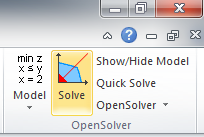 min z
x ≤ y
x = 2
Model
Solve
Show/Hide Model
Quick Solve
OpenSolver
OpenSolver